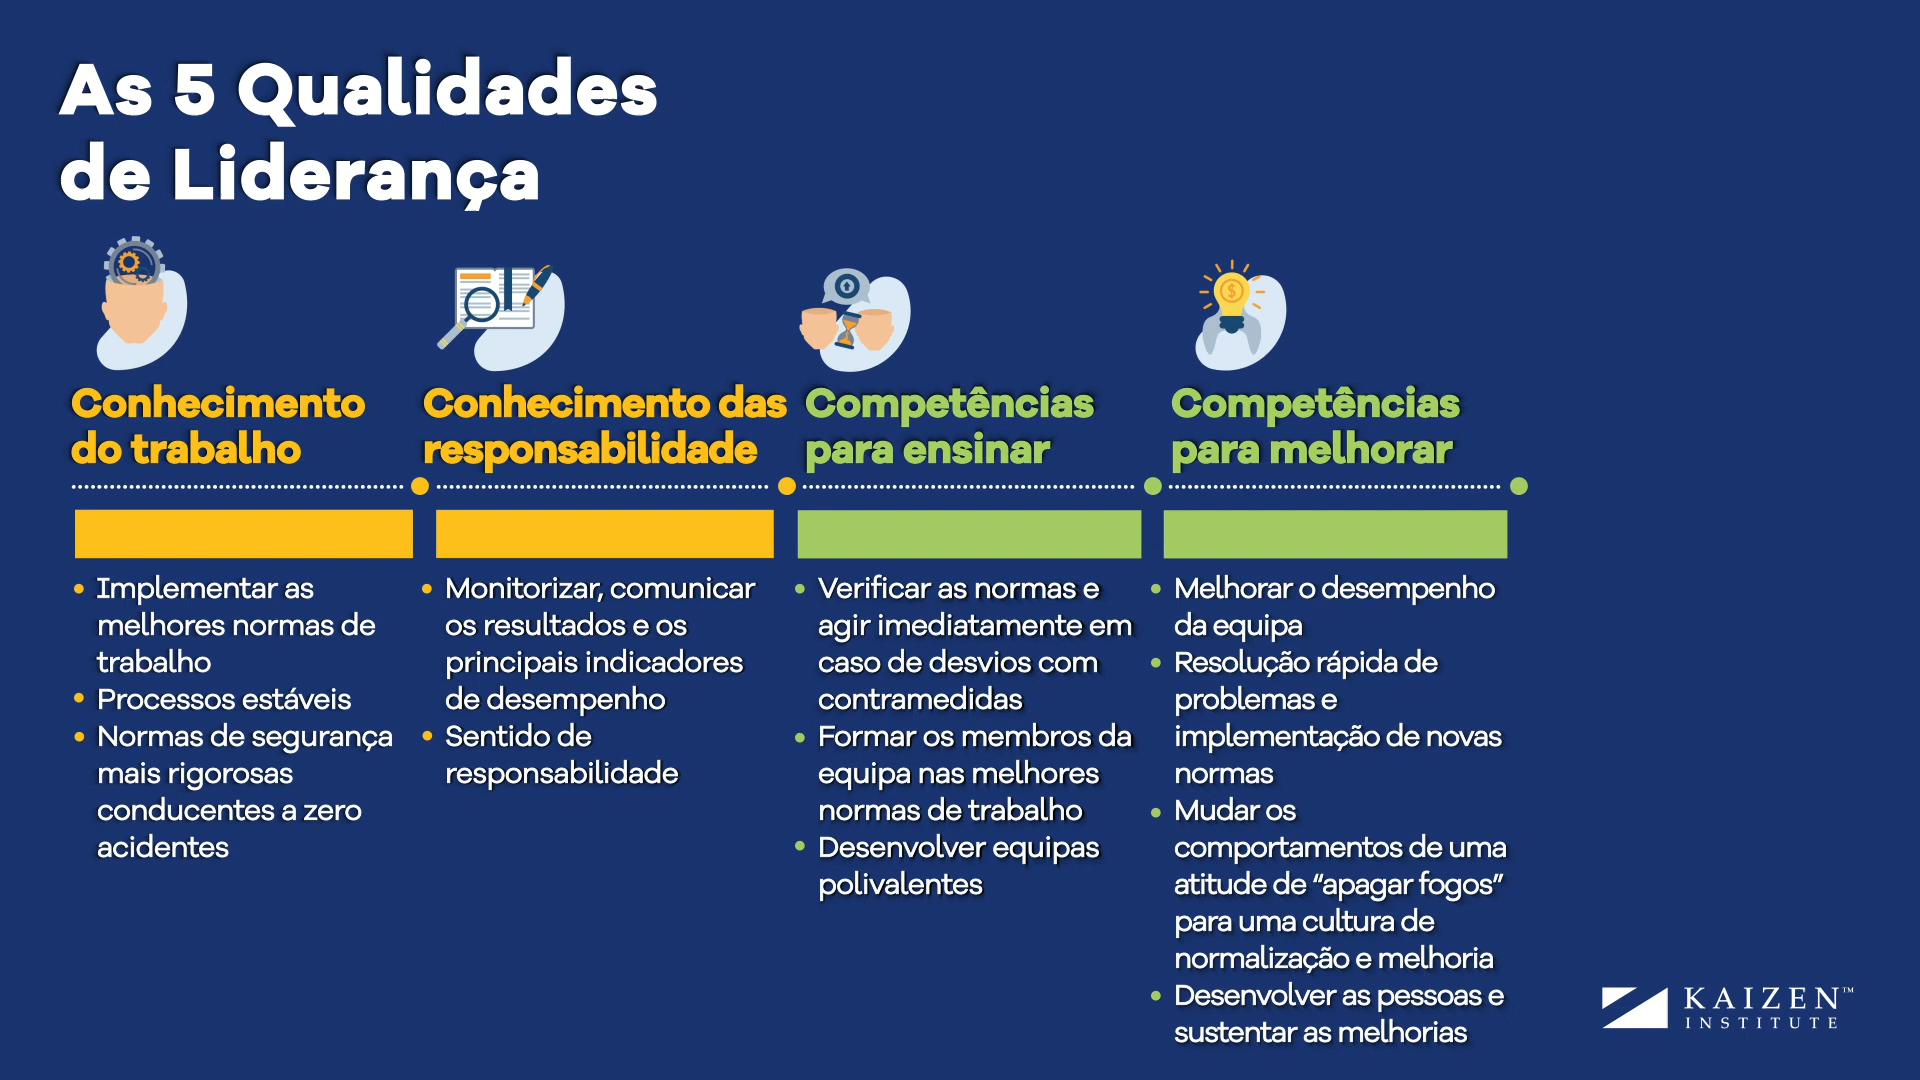 As 5 Qualidades
de Liderança
Conhecimento
do trabalho
Implementar as
melhores normas de
trabalho
Processos estáveis
Normas de segurança
mais rigorosas
conducentes a zero
acidentes
Conhecimento das
responsabilidade
Monitorizar, comunicar
os resultados e os
principais indicadores
de desempenho
Sentido de
responsabilidade
Competências
para ensinar
Verificar as normas e
agir imediatamente em
caso de desvios com
contramedidas
Formar os membros da
equipa nas melhores
normas de trabalho
Desenvolver equipas
polivalentes
$
Competências
para melhorar
Melhorar o desempenho
da equipa
Resolução rápida de
problemas e
implementação de novas
normas
Mudar os
comportamentos de uma
atitude de “apagar fogos”
para uma cultura de
normalização e melhoria
Desenvolver as pessoas e
sustentar as melhorias
KAIZEN™
INSTITUTE